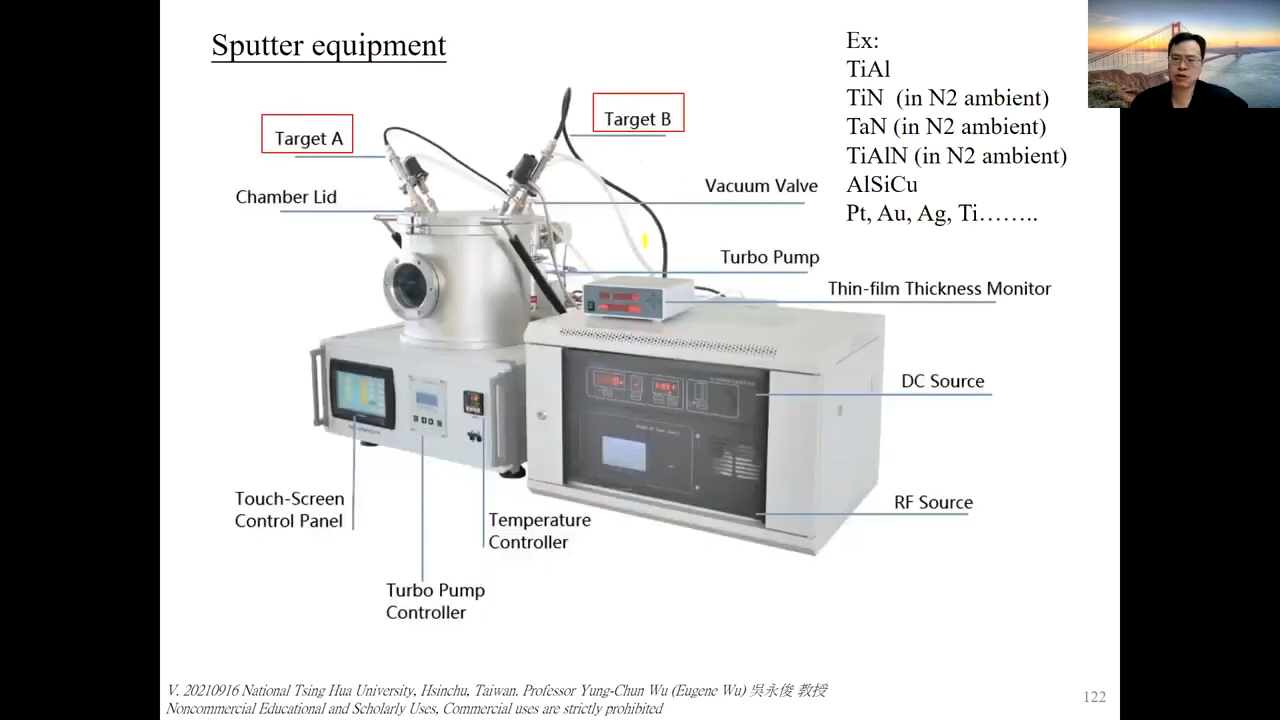 Sputter equipment
Ex:
TiAl
TiN (in N2 ambient)
TaN (in N2 ambient)
TiAlN (in N2 ambient)
AlSiCu
Pt, Au, Ag, Ti……..
Target A
Target B
Chamber Lid
Vacuum Valve
Turbo Pump
Thin-film Thickness Monitor
DC Source
RF Source
Touch-Screen
Control Panel
Temperature
Controller
Turbo Pump
Controller
V. 20210916 National Tsing Hua University, Hsinchu, Taiwan. Professor Yung-Chun Wu (Eugene Wu) 吳永俊 教授
Noncommercial Educational and Scholarly Uses, Commercial uses are strictly prohibited
122